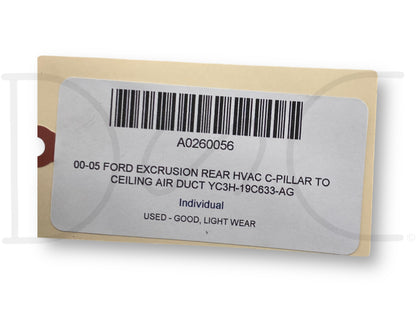 A0260056
00-05 FORD EXCRUSION REAR HVAC C-PILLAR TO
CEILING AIR DUCT YC3H-19C633-AG
Individual
USED - GOOD, LIGHT WEAR